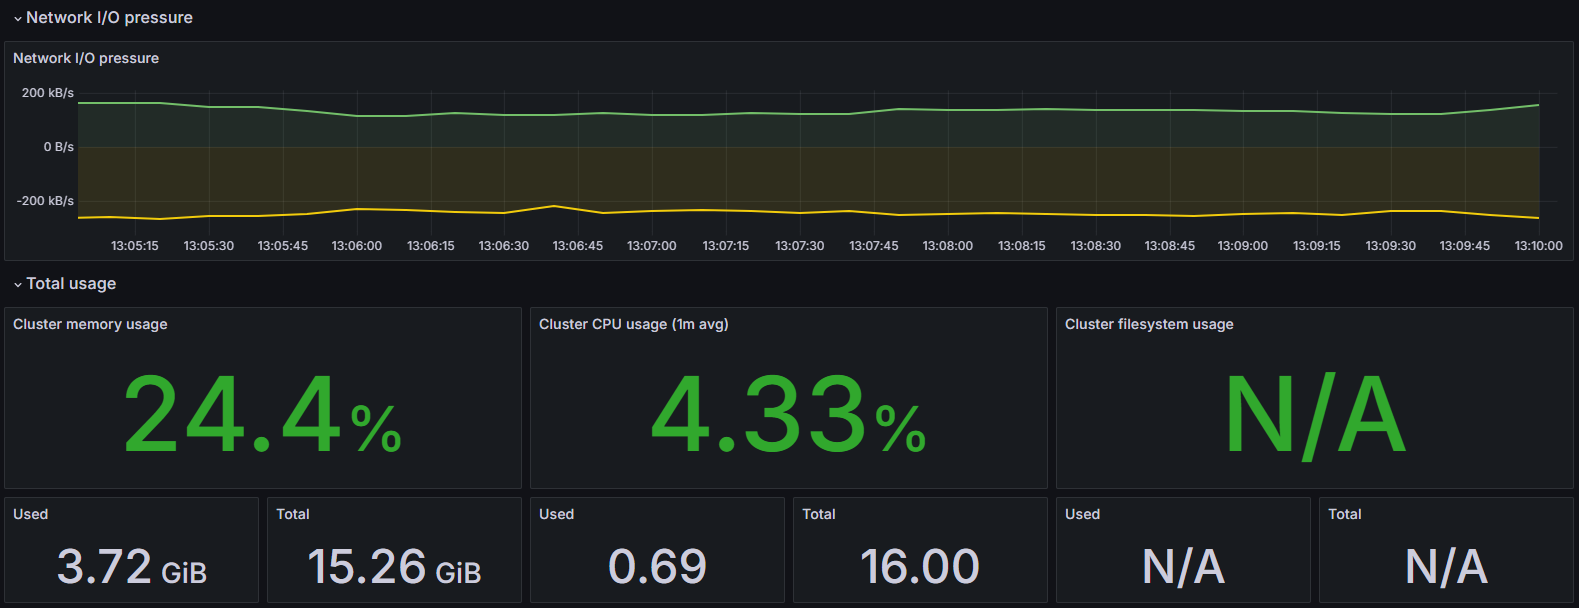 Network I/O pressure
Network I/O pressure
200 kB/s
0 B/s
-200 kB/s
13:05:15 13:05:30 13:05:45 13:06:00 13:06:15 13:06:30 13:06:45 13:07:00 13:07:15 13:07:30 13:07:45 13:08:00 13:08:15 13:08:30 13:08:45 13:09:00 13:09:15 13:09:30 13:09:45 13:10:00
Total usage
Cluster memory usage Cluster CPU usage (1m avg) Cluster filesystem usage
24.4% 4.33% N/A
Used Total Used Total Used Total
3.72 GiB 15.26 GiB 0.69 16.00 N/A N/A